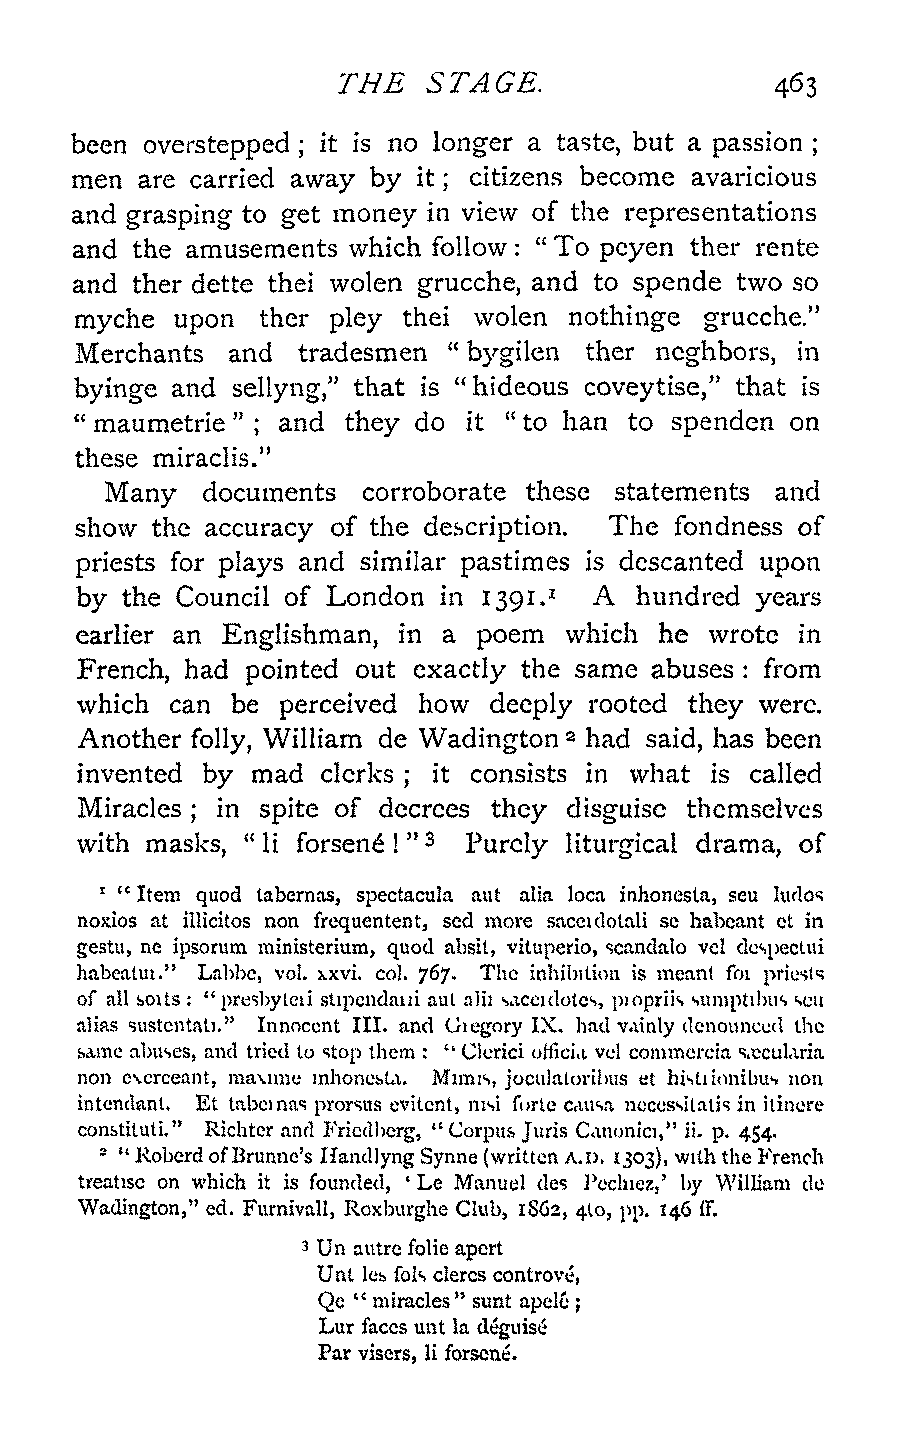 THE STAGE. 463
been overstepped ; it is no longer a taste, but a passion ;
men are carried away by it ; citizens become avaricious
and grasping to get money in view of the representations
and the amusements which follow : “ To peyen ther rente
and ther dette thei wolen grucche, and to spende two so
myche upon ther pley thei wolen nothinge grucche.”
Merchants and tradesmen “ bygilen ther neghbors, in
byinge and sellyng,” that is “ hideous coveytise,” that is
“ maumetrie ” ; and they do it “ to han to spenden on
these miraclis.”
Many documents corroborate these statements and
show the accuracy of the description. The fondness of
priests for plays and similar pastimes is descanted upon
by the Council of London in 1391.¹ A hundred years
earlier an Englishman, in a poem which he wrote in
French, had pointed out exactly the same abuses : from
which can be perceived how deeply rooted they were.
Another folly, William de Wadington ² had said, has been
invented by mad clerks ; it consists in what is called
Miracles ; in spite of decrees they disguise themselves
with masks, “ li forsené ! ” ³ Purely liturgical drama, of
¹ “ Item quod tabernas, spectacula aut alia loca inhonesta, seu ludos
noxios at illicitos non frequentent, sed more sacerdotali se habeant et in
gestu, ne ipsorum ministerium, quod absit, vituperio, scandalo vel despectui
habeatur.” Labbe, vol. xxvi. col. 767. The inhibition is meant for priests
of all sorts : “ presbyteri stipendarii aut alii sacerdotes, propriis sumptibus seu
alias sustentati.” Innocent III. and Gregory IX. had vainly denounced the
same abuses, and tried to stop them : “ Clerici officia vel commercia sæcularia
non exerceant, maxime inhonesta. Mimis, joculatoribus et histrionibus non
intendant. Et tabernas prorsus evitent, nisi forte causa necessitatis in itinere
constituti.” Richter and Friedberg, “ Corpus Juris Canonici,” ii. p. 454.
² “ Roberd of Brunne’s Handlyng Synne (written A.D. 1303), with the French
treatise on which it is founded, ‘ Le Manuel des Pechiez,’ by William de
Wadington,” ed. Furnivall, Roxburghe Club, 1862, 4to, pp. 146 ff.
³ Un autre folie apert
Unt les fols clercs contrové,
Qe “ miracles ” sunt apelé ;
Lur faces unt la déguisé
Par visers, li forsené.